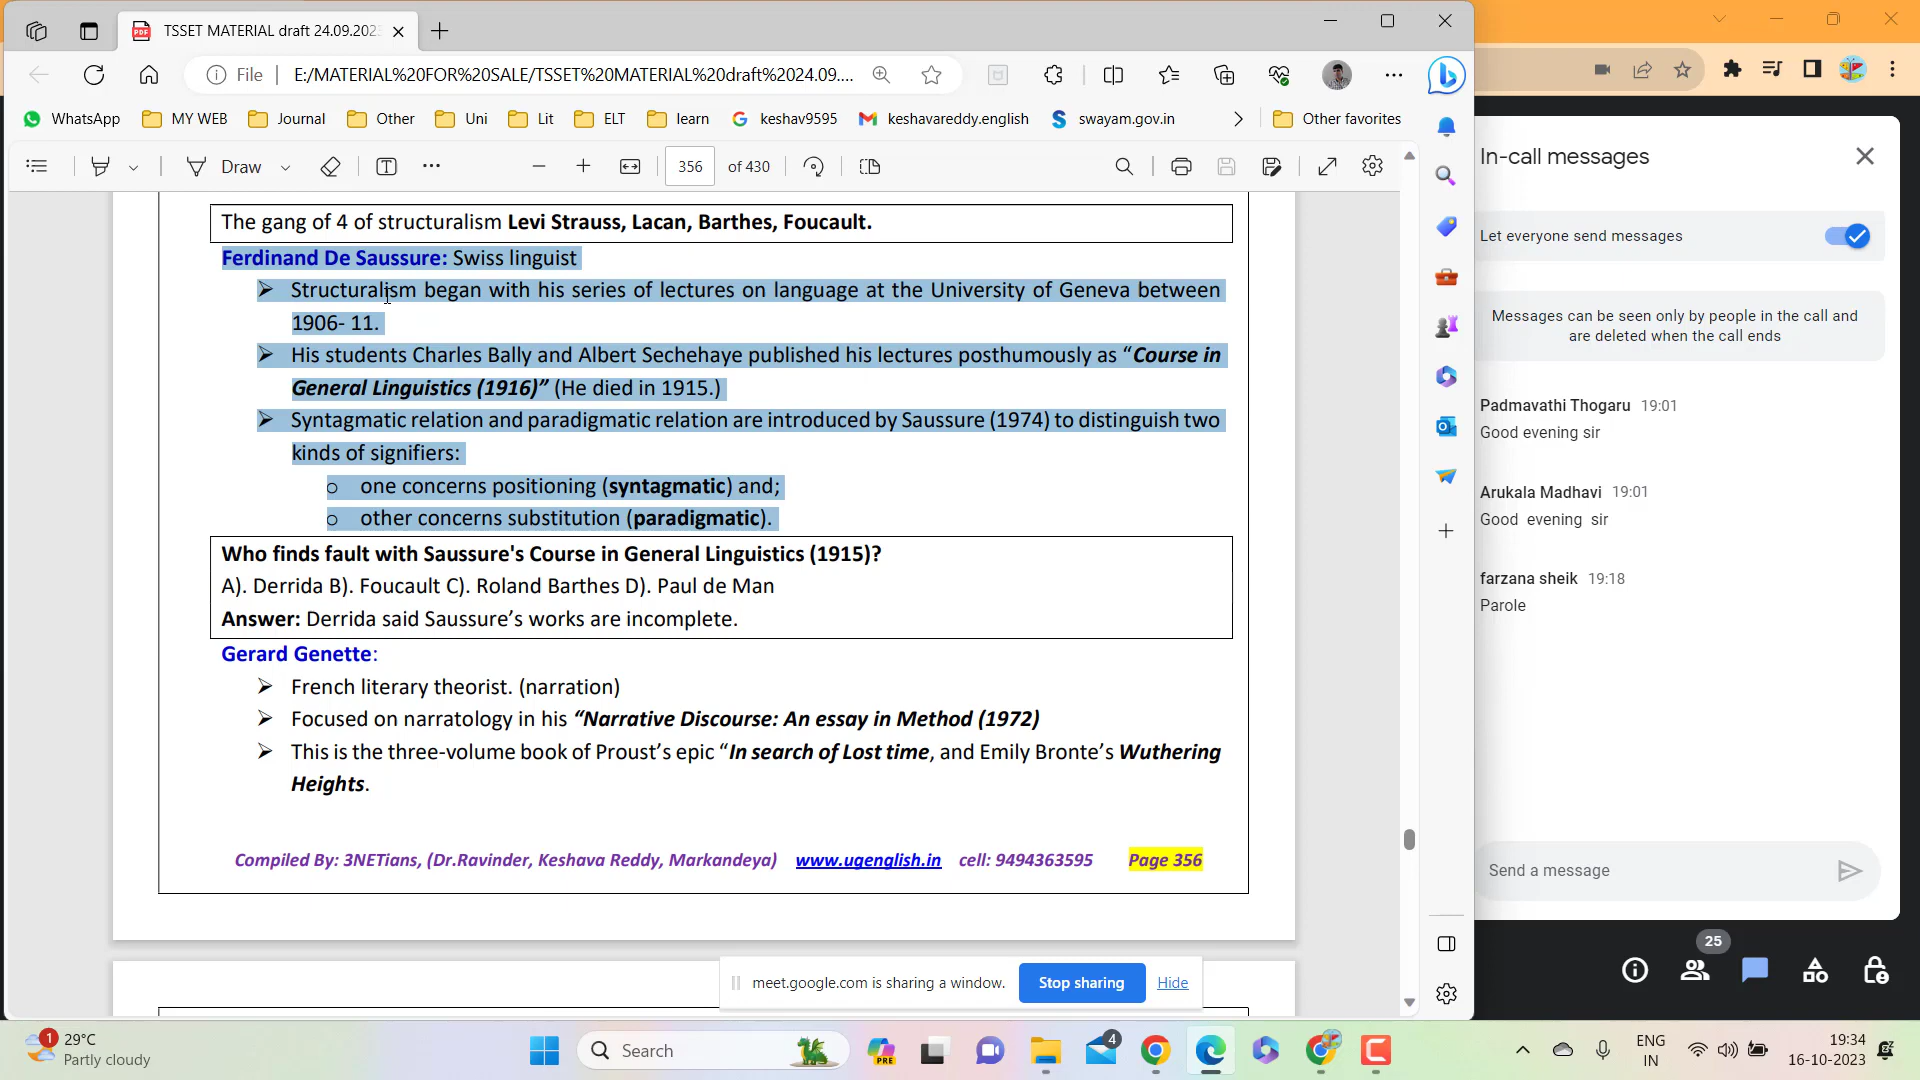 TSSET MATERIAL draft 24.09.202
File
E:/MATERIAL%20FOR%20SALE/TSSET%20MATERIAL%20draft%2024.09....
WhatsApp MY WEB Journal Other Uni Lit ELT learn keshav9595 keshavareddy.english swayam.gov.in Other favorites
Draw 356 of 430
The gang of 4 of structuralism Levi Strauss, Lacan, Barthes, Foucault.
Ferdinand De Saussure: Swiss linguist
➢ Structuralism began with his series of lectures on language at the University of Geneva between
1906- 11.
➢ His students Charles Bally and Albert Sechehaye published his lectures posthumously as “Course in
General Linguistics (1916)” (He died in 1915.)
➢ Syntagmatic relation and paradigmatic relation are introduced by Saussure (1974) to distinguish two
kinds of signifiers:
o one concerns positioning (syntagmatic) and;
o other concerns substitution (paradigmatic).
Who finds fault with Saussure's Course in General Linguistics (1915)?
A). Derrida B). Foucault C). Roland Barthes D). Paul de Man
Answer: Derrida said Saussure’s works are incomplete.
Gerard Genette:
➢ French literary theorist. (narration)
➢ Focused on narratology in his “Narrative Discourse: An essay in Method (1972)
➢ This is the three-volume book of Proust’s epic “In search of Lost time, and Emily Bronte’s Wuthering
Heights.
Compiled By: 3NETians, (Dr.Ravinder, Keshava Reddy, Markandeya) www.ugenglish.in cell: 9494363595 Page 356
meet.google.com is sharing a window. Stop sharing Hide
In-call messages
Let everyone send messages
Messages can be seen only by people in the call and
are deleted when the call ends
Padmavathi Thogaru 19:01
Good evening sir
Arukala Madhavi 19:01
Good evening sir
farzana sheik 19:18
Parole
Send a message
25
1
29°C
Partly cloudy
Search
PRE
4
ENG
IN
19:34
16-10-2023